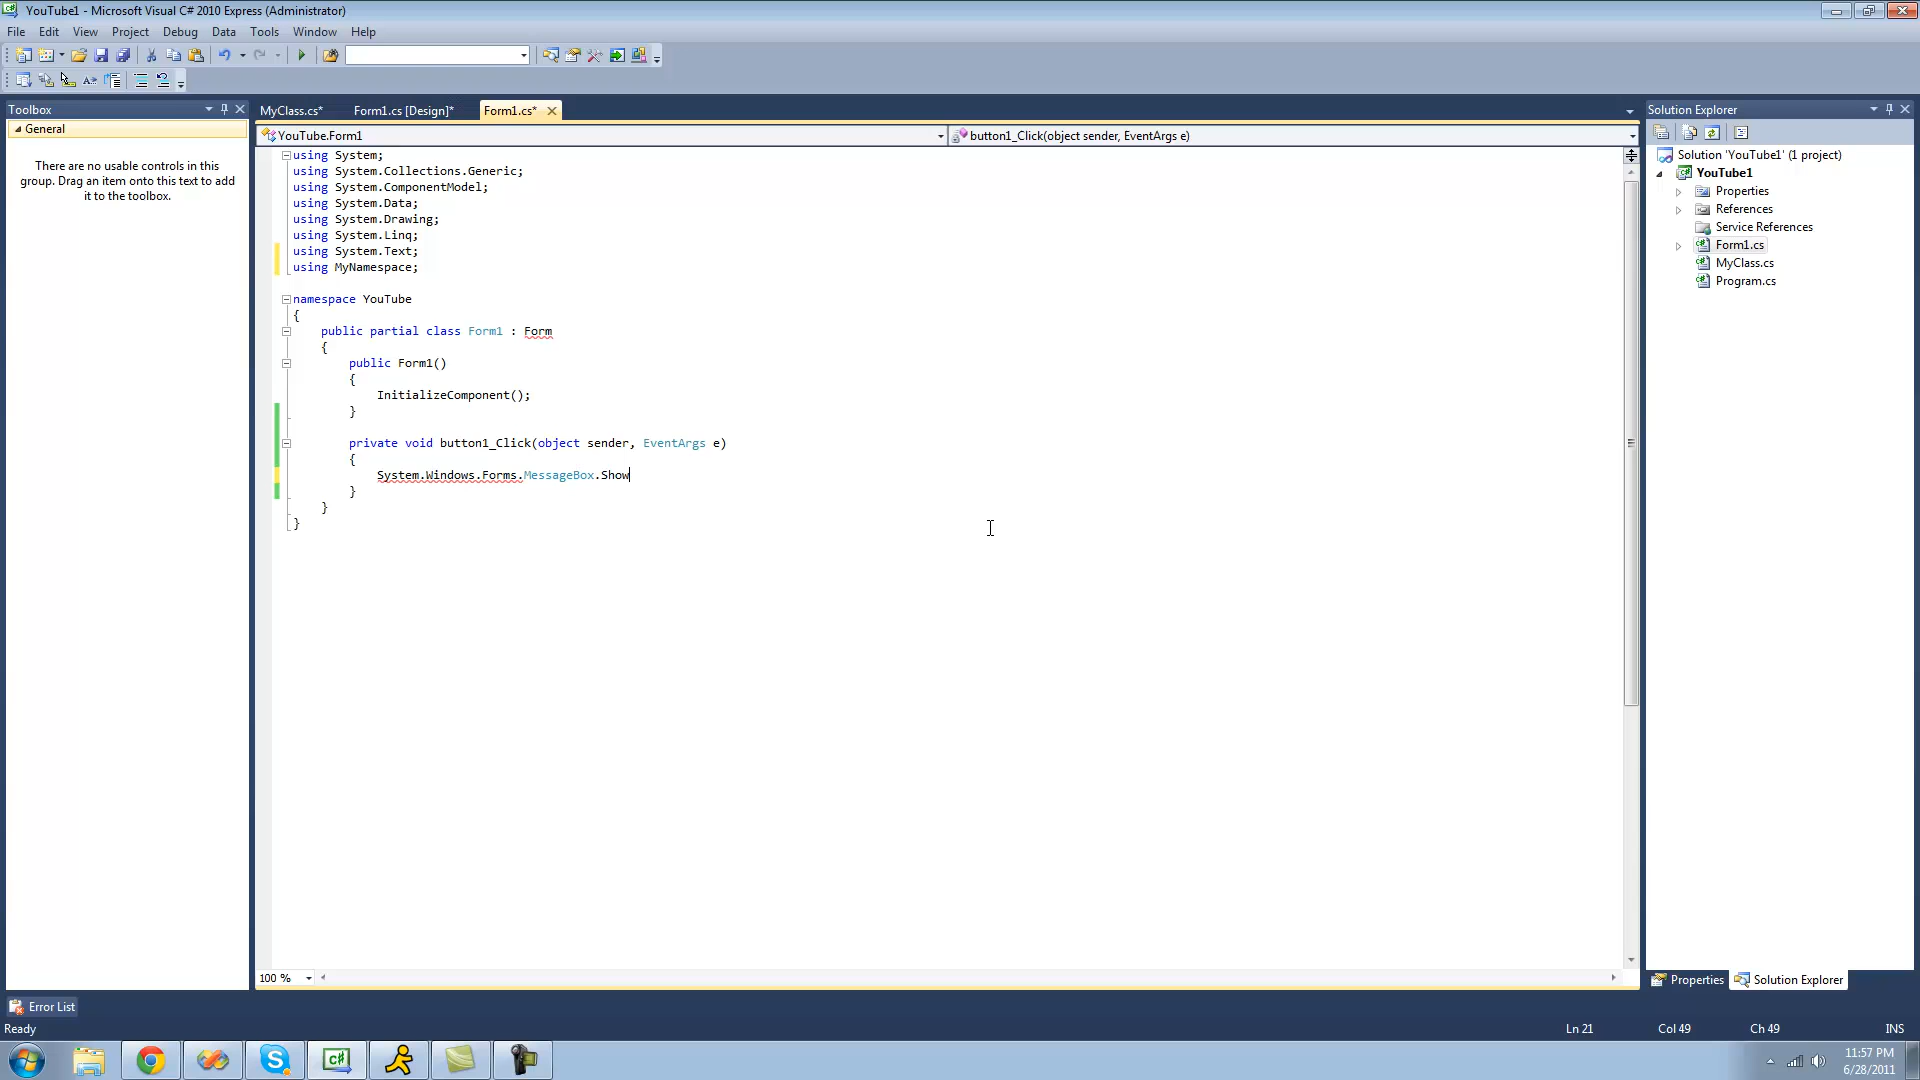 YouTube1 - Microsoft Visual C# 2010 Express (Administrator)
File Edit View Project Debug Data Tools Window Help
Toolbox
General
There are no usable controls in this
group. Drag an item onto this text to add
it to the toolbox.
MyClass.cs* Form1.cs [Design]* Form1.cs*
YouTube.Form1 button1_Click(object sender, EventArgs e)
using System;
using System.Collections.Generic;
using System.ComponentModel;
using System.Data;
using System.Drawing;
using System.Linq;
using System.Text;
using MyNamespace;
namespace YouTube
{
public partial class Form1 : Form
{
public Form1()
{
InitializeComponent();
}
private void button1_Click(object sender, EventArgs e)
{
System.Windows.Forms.MessageBox.Show
}
}
}
100 %
Solution Explorer
Solution 'YouTube1' (1 project)
YouTube1
Properties
References
Service References
Form1.cs
MyClass.cs
Program.cs
Properties Solution Explorer
Error List
Ready Ln 21 Col 49 Ch 49 INS
11:57 PM
6/28/2011